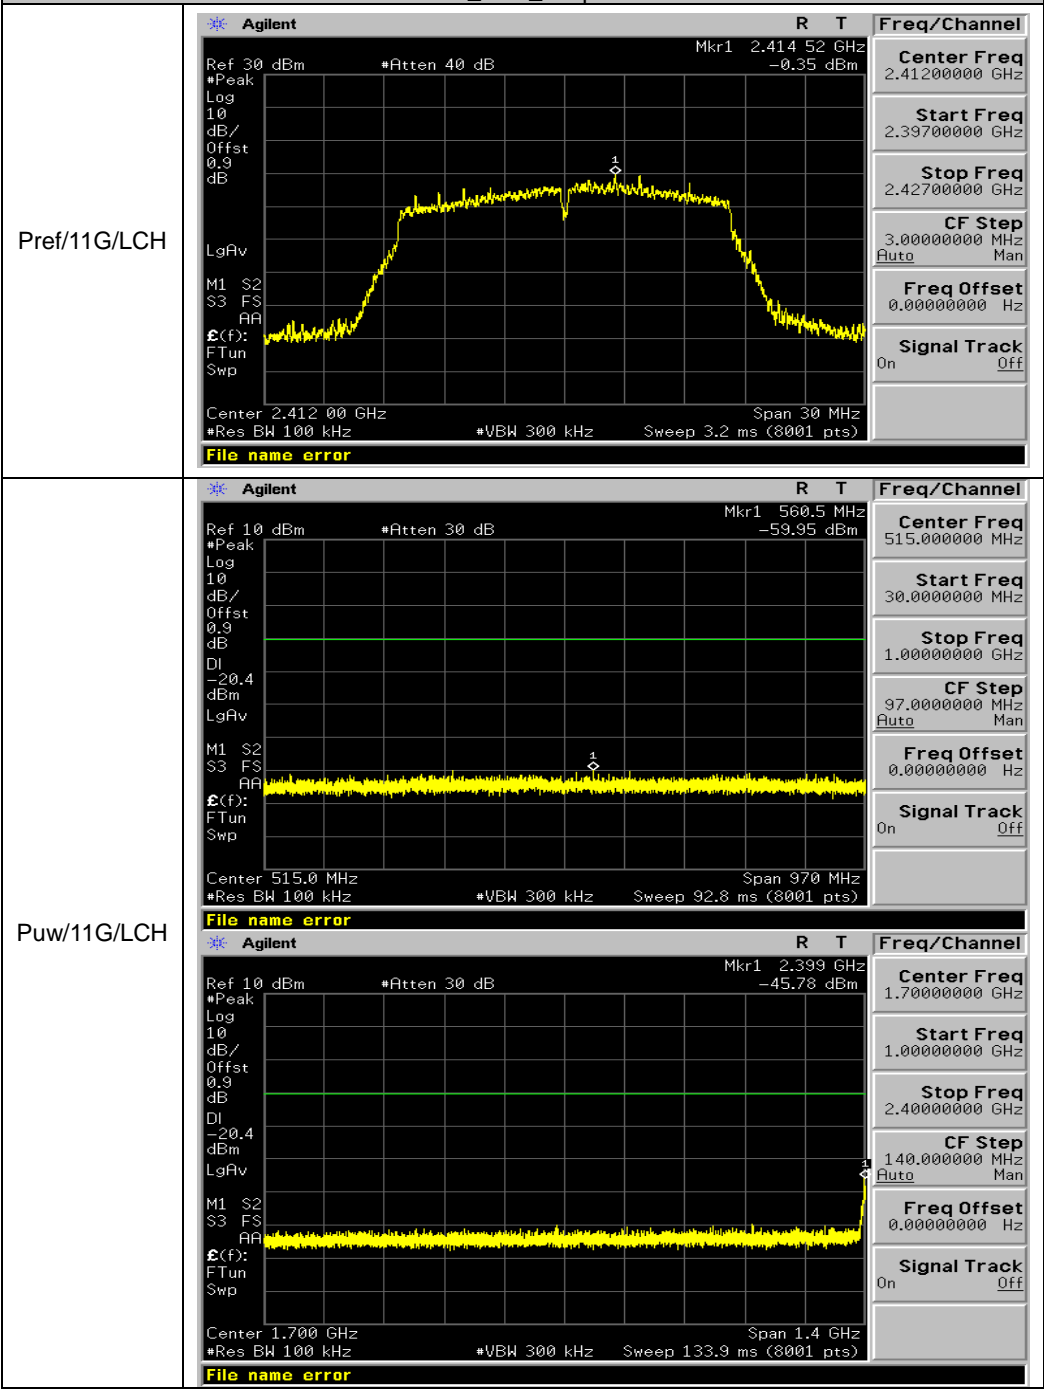 Pref/11G/LCH
Agilent R T Freq/Channel
Mkr1 2.414 52 GHz
Ref 30 dBm #Atten 40 dB -0.35 dBm
#Peak
Log
10
dB/
Offst
0.9
dB
LgAv
M1 S2
S3 FS
AA
£(f):
FTun
Swp
1
Center 2.412 00 GHz Span 30 MHz
#Res BW 100 kHz #VBW 300 kHz Sweep 3.2 ms (8001 pts)
File name error
Center Freq
2.41200000 GHz
Start Freq
2.39700000 GHz
Stop Freq
2.42700000 GHz
CF Step
3.00000000 MHz
Auto Man
Freq Offset
0.00000000 Hz
Signal Track
On Off
Puw/11G/LCH
Agilent R T Freq/Channel
Mkr1 560.5 MHz
Ref 10 dBm #Atten 30 dB -59.95 dBm
#Peak
Log
10
dB/
Offst
0.9
dB
DI
-20.4
dBm
LgAv
M1 S2
S3 FS
AA
£(f):
FTun
Swp
1
Center 515.0 MHz Span 970 MHz
#Res BW 100 kHz #VBW 300 kHz Sweep 92.8 ms (8001 pts)
File name error
Center Freq
515.000000 MHz
Start Freq
30.0000000 MHz
Stop Freq
1.00000000 GHz
CF Step
97.0000000 MHz
Auto Man
Freq Offset
0.00000000 Hz
Signal Track
On Off
Agilent R T Freq/Channel
Mkr1 2.399 GHz
Ref 10 dBm #Atten 30 dB -45.78 dBm
#Peak
Log
10
dB/
Offst
0.9
dB
DI
-20.4
dBm
LgAv
M1 S2
S3 FS
AA
£(f):
FTun
Swp
1
Center 1.700 GHz Span 1.4 GHz
#Res BW 100 kHz #VBW 300 kHz Sweep 133.9 ms (8001 pts)
File name error
Center Freq
1.70000000 GHz
Start Freq
1.00000000 GHz
Stop Freq
2.40000000 GHz
CF Step
140.000000 MHz
Auto Man
Freq Offset
0.00000000 Hz
Signal Track
On Off